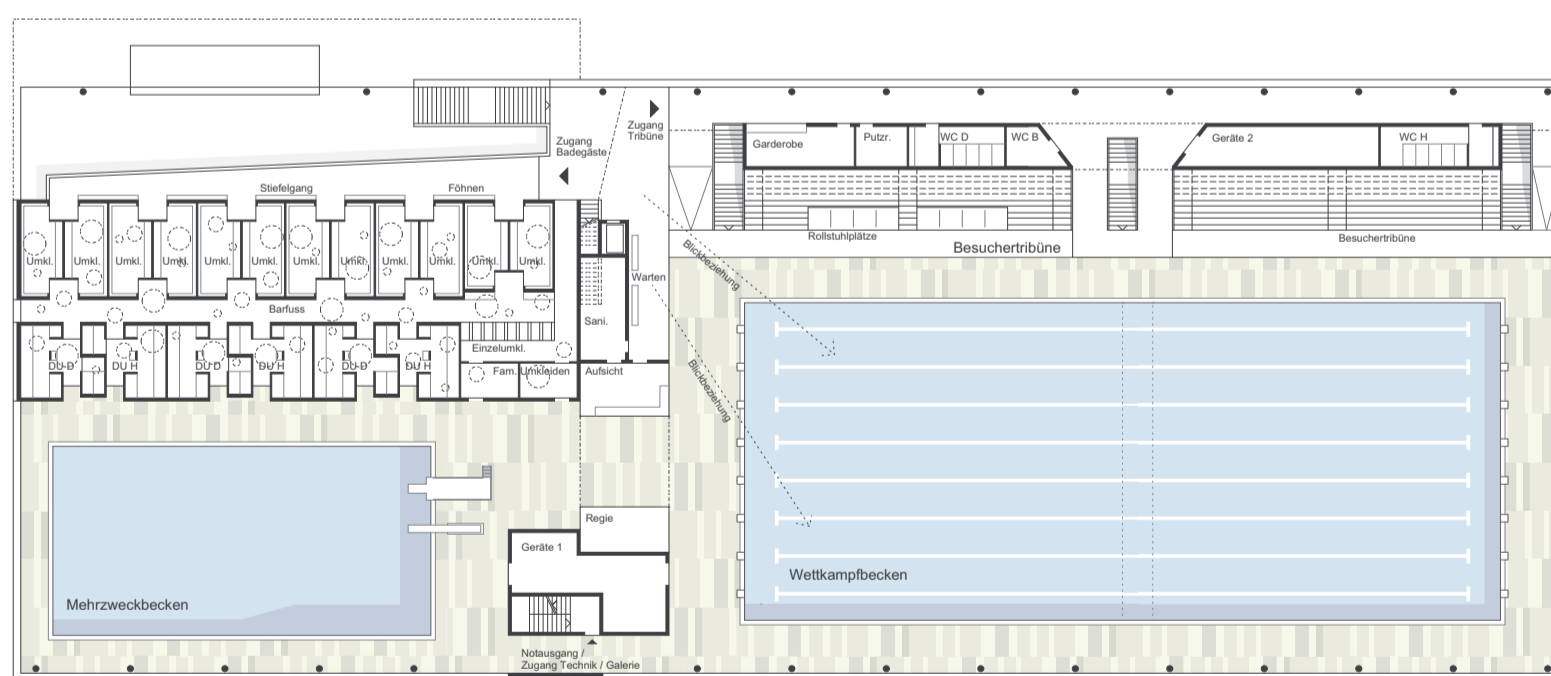 Zugang
Badegäste
Zugang
Tribüne
Garderobe
Putzr.
WC D
WC B
Geräte 2
WC H
Stiefelgang
Föhnen
Rollstuhlplätze
Besuchertribüne
Besuchertribüne
Umkl.
Umkl.
Umkl.
Umkl.
Umkl.
Umkl.
Umkl.
Umkl.
Umkl.
Umkl.
Umkl.
Umkl.
Blickbeziehung
Warten
Barfuss
Sani.
Einzelumkl.
DU D
DU H
DU D
DU H
DU D
DU H
Fam. Umkleiden
Aufsicht
Blickbeziehung
Regie
Geräte 1
Wettkampfbecken
Mehrzweckbecken
Notausgang /
Zugang Technik / Galerie